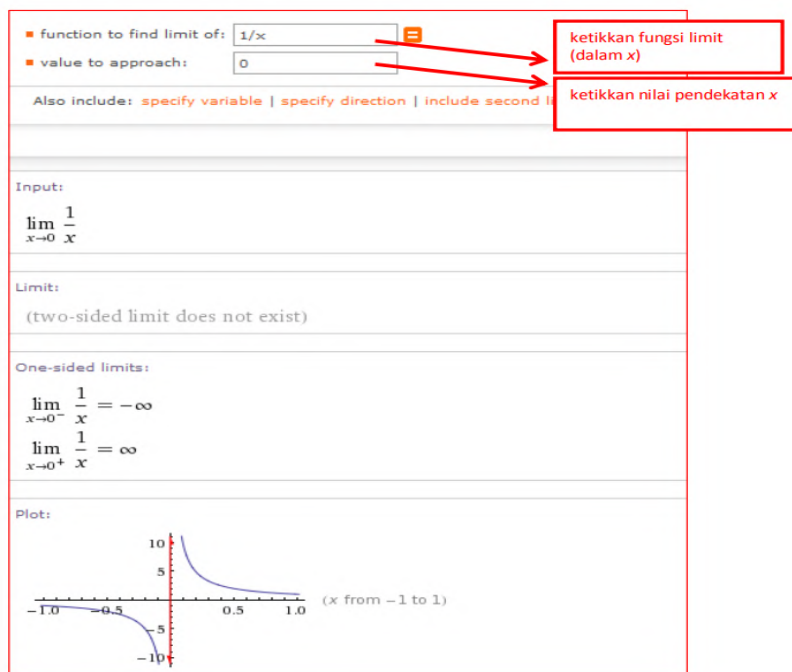 function to find limit of: 1/x =
ketikkan fungsi limit
(dalam x)
value to approach: 0
ketikkan nilai pendekatan x
Also include: specify variable | specify direction | include second li
Input:
lim x→0 1/x
Limit:
(two-sided limit does not exist)
One-sided limits:
lim x→0⁻ 1/x = −∞
lim x→0⁺ 1/x = ∞
Plot:
10
5
−1.0 −0.5 0.5 1.0 (x from −1 to 1)
−5
−10